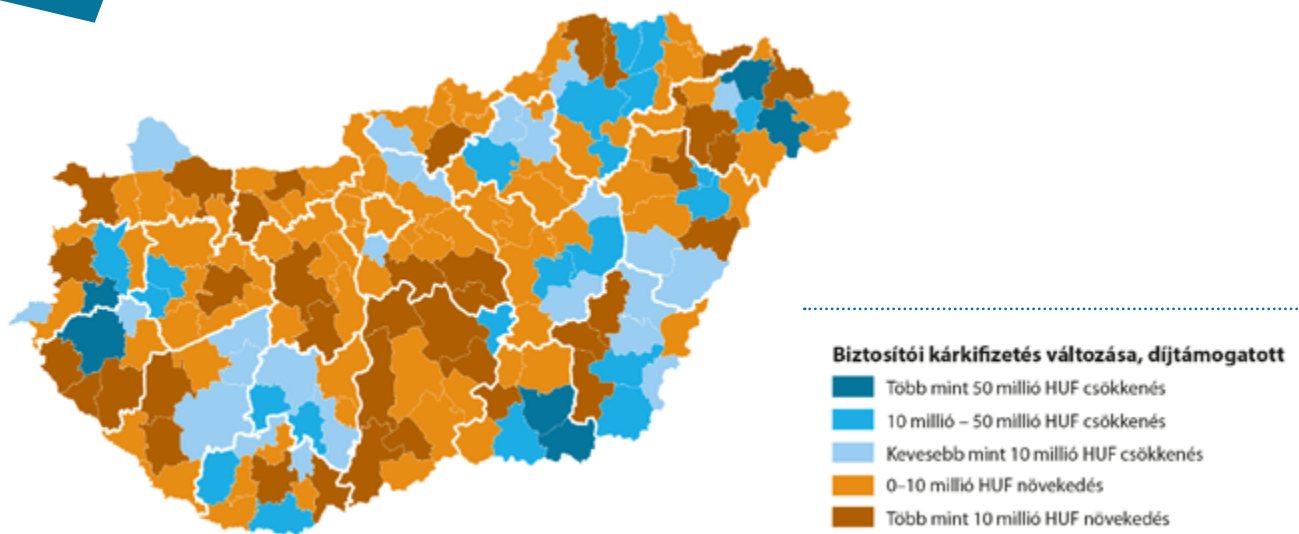 Biztosítói kárkifizetés változása, díjtámogatott
Több mint 50 millió HUF csökkenés
10 millió – 50 millió HUF csökkenés
Kevesebb mint 10 millió HUF csökkenés
0–10 millió HUF növekedés
Több mint 10 millió HUF növekedés